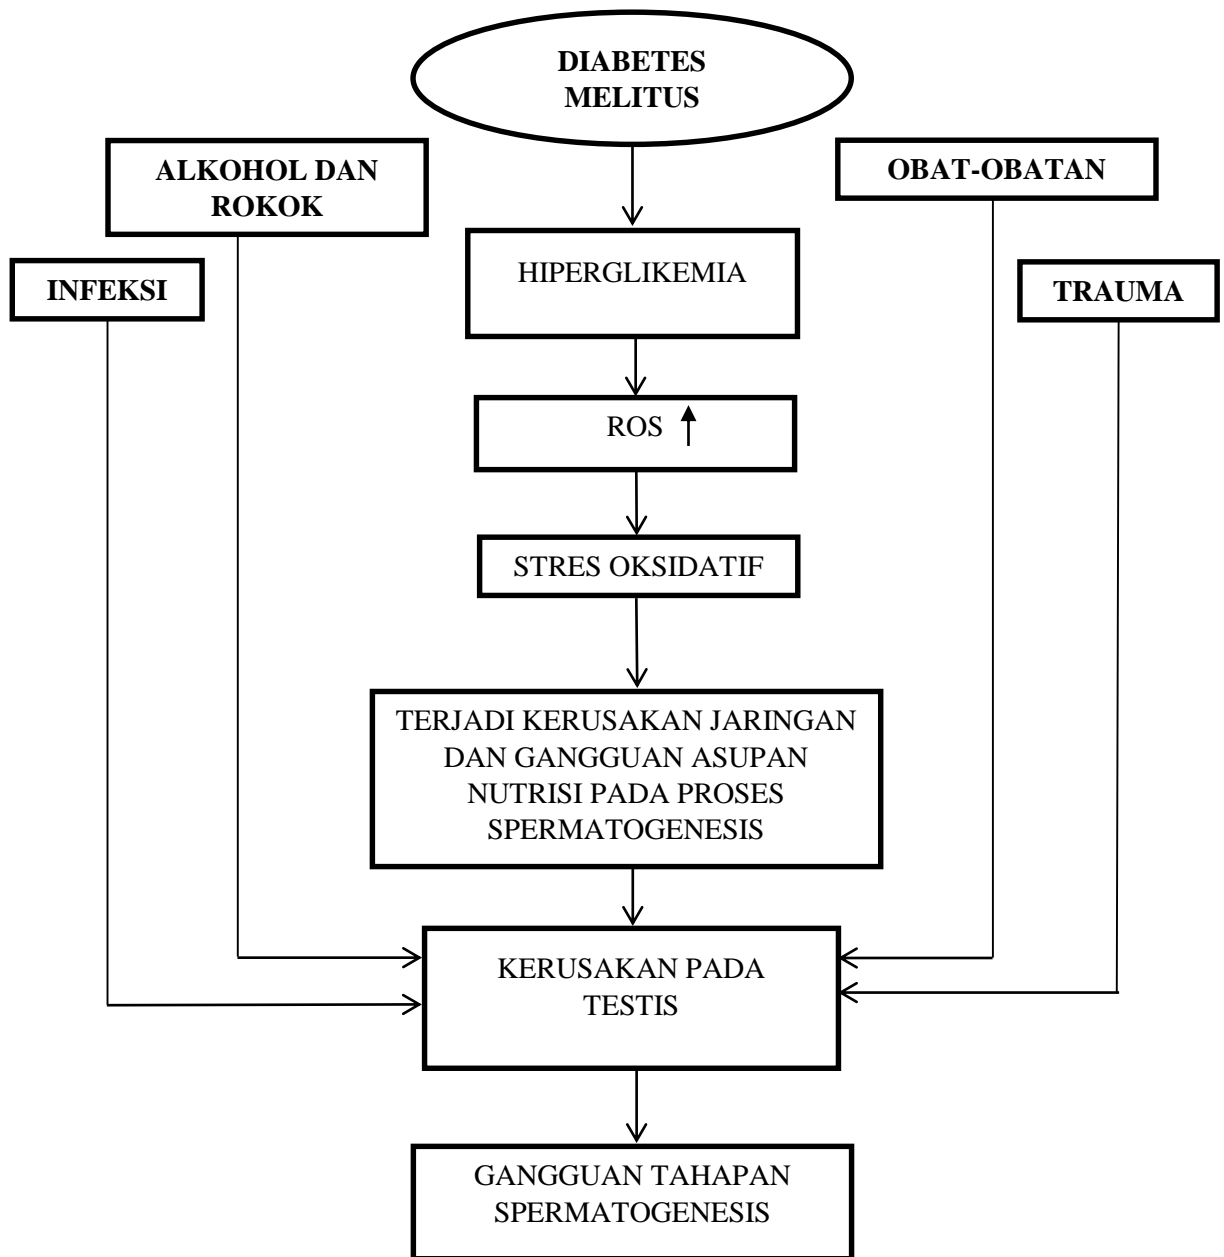 DIABETES
MELITUS
ALKOHOL DAN
ROKOK
OBAT-OBATAN
HIPERGLIKEMIA
INFEKSI
TRAUMA
ROS
STRES OKSIDATIF
TERJADI KERUSAKAN JARINGAN
DAN GANGGUAN ASUPAN
NUTRISI PADA PROSES
SPERMATOGENESIS
KERUSAKAN PADA
TESTIS
GANGGUAN TAHAPAN
SPERMATOGENESIS